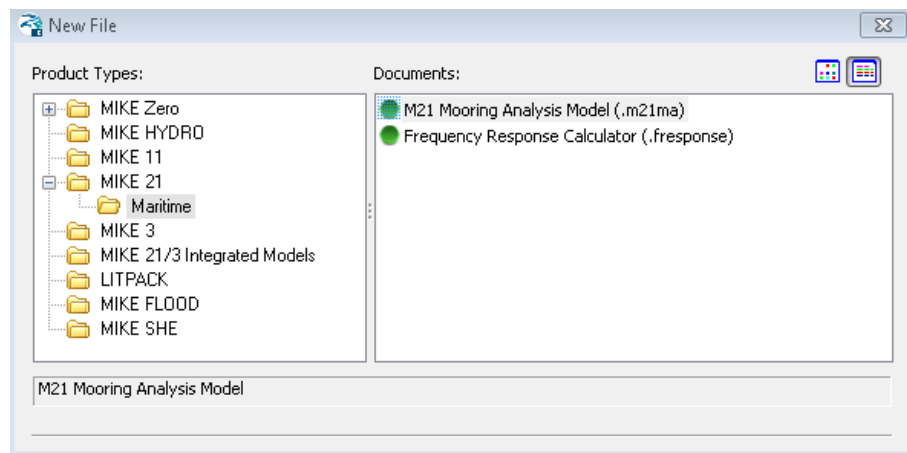 New File
Product Types:
Documents:
MIKE Zero
MIKE HYDRO
MIKE 11
MIKE 21
Maritime
MIKE 3
MIKE 21/3 Integrated Models
LITPACK
MIKE FLOOD
MIKE SHE
M21 Mooring Analysis Model (.m21ma)
Frequency Response Calculator (.fresponse)
M21 Mooring Analysis Model